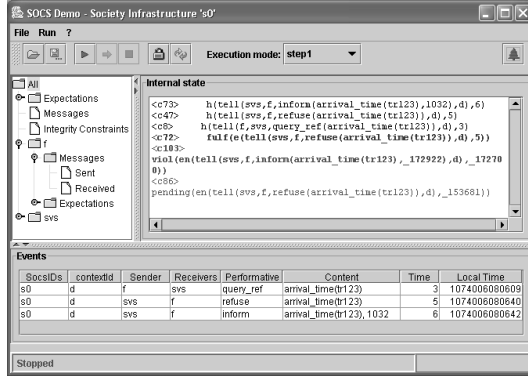 SOCS Demo - Society Infrastructure 's0'
File Run ?
Execution mode: step1
All
Expectations
Messages
Integrity Constraints
f
Messages
Sent
Received
Expectations
svs
Internal state
<c73> h(tell(svs,f,inform(arrival_time(tr123),1032),d),6)
<c47> h(tell(svs,f,refuse(arrival_time(tr123)),d),5)
<c8> h(tell(f,svs,query_ref(arrival_time(tr123)),d),3)
<c72> fulf(e(tell(svs,f,refuse(arrival_time(tr123)),d),5))
<c103>
viol(en(tell(svs,f,inform(arrival_time(tr123),_172922),d),_17270
0))
<c86>
pending(en(tell(svs,f,refuse(arrival_time(tr123)),d),_153681))
Events
SocsIDs contextId Sender Receivers Performative Content Time Local Time
s0 d f svs query_ref arrival_time(tr123) 3 1074006080609
s0 d svs f refuse arrival_time(tr123) 5 1074006080640
s0 d svs f inform arrival_time(tr123), 1032 6 1074006080642
Stopped